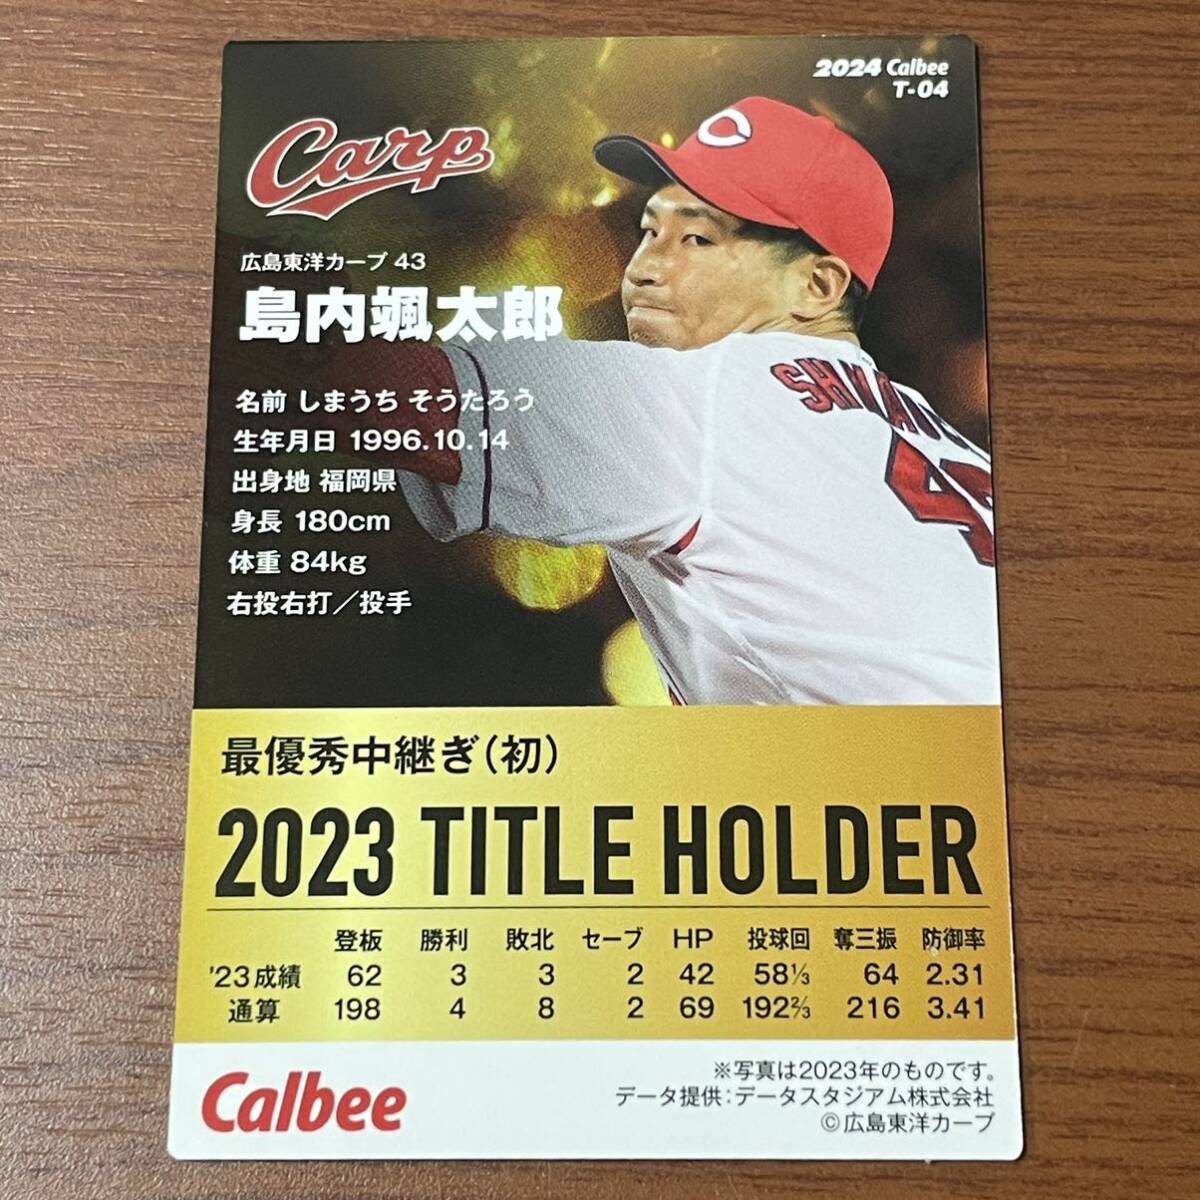 2024 Calbee
T-04
Carp
広島東洋カープ 43
島内颯太郎
名前 しまうち そうたろう
生年月日 1996.10.14
出身地 福岡県
身長 180cm
体重 84kg
右投右打／投手
最優秀中継ぎ(初)
2023 TITLE HOLDER
登板 勝利 敗北 セーブ HP 投球回 奪三振 防御率
'23成績 62 3 3 2 42 58⅓ 64 2.31
通算 198 4 8 2 69 192⅔ 216 3.41
Calbee
※写真は2023年のものです。
データ提供：データスタジアム株式会社
©広島東洋カープ